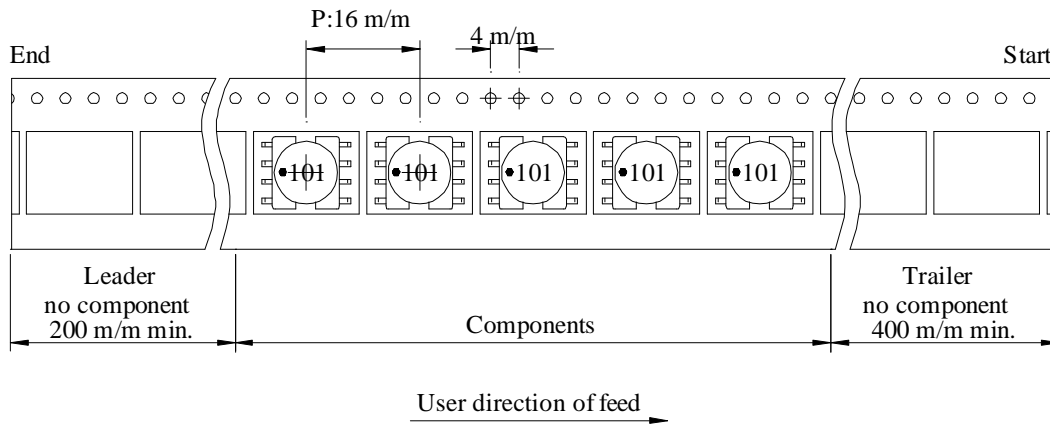 P:16 m/m
4 m/m
End
Start
101
101
101
101
101
Leader
no component
200 m/m min.
Components
Trailer
no component
400 m/m min.
User direction of feed